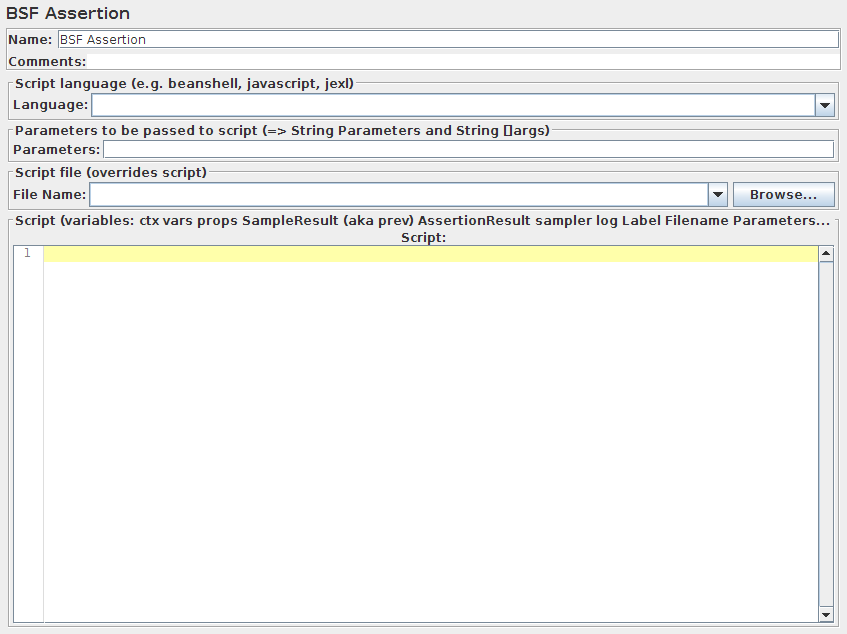 BSF Assertion
Name: BSF Assertion
Comments:
Script language (e.g. beanshell, javascript, jexl)
Language:
Parameters to be passed to script (=> String Parameters and String []args)
Parameters:
Script file (overrides script)
File Name: Browse...
Script (variables: ctx vars props SampleResult (aka prev) AssertionResult sampler log Label Filename Parameters...
Script:
1